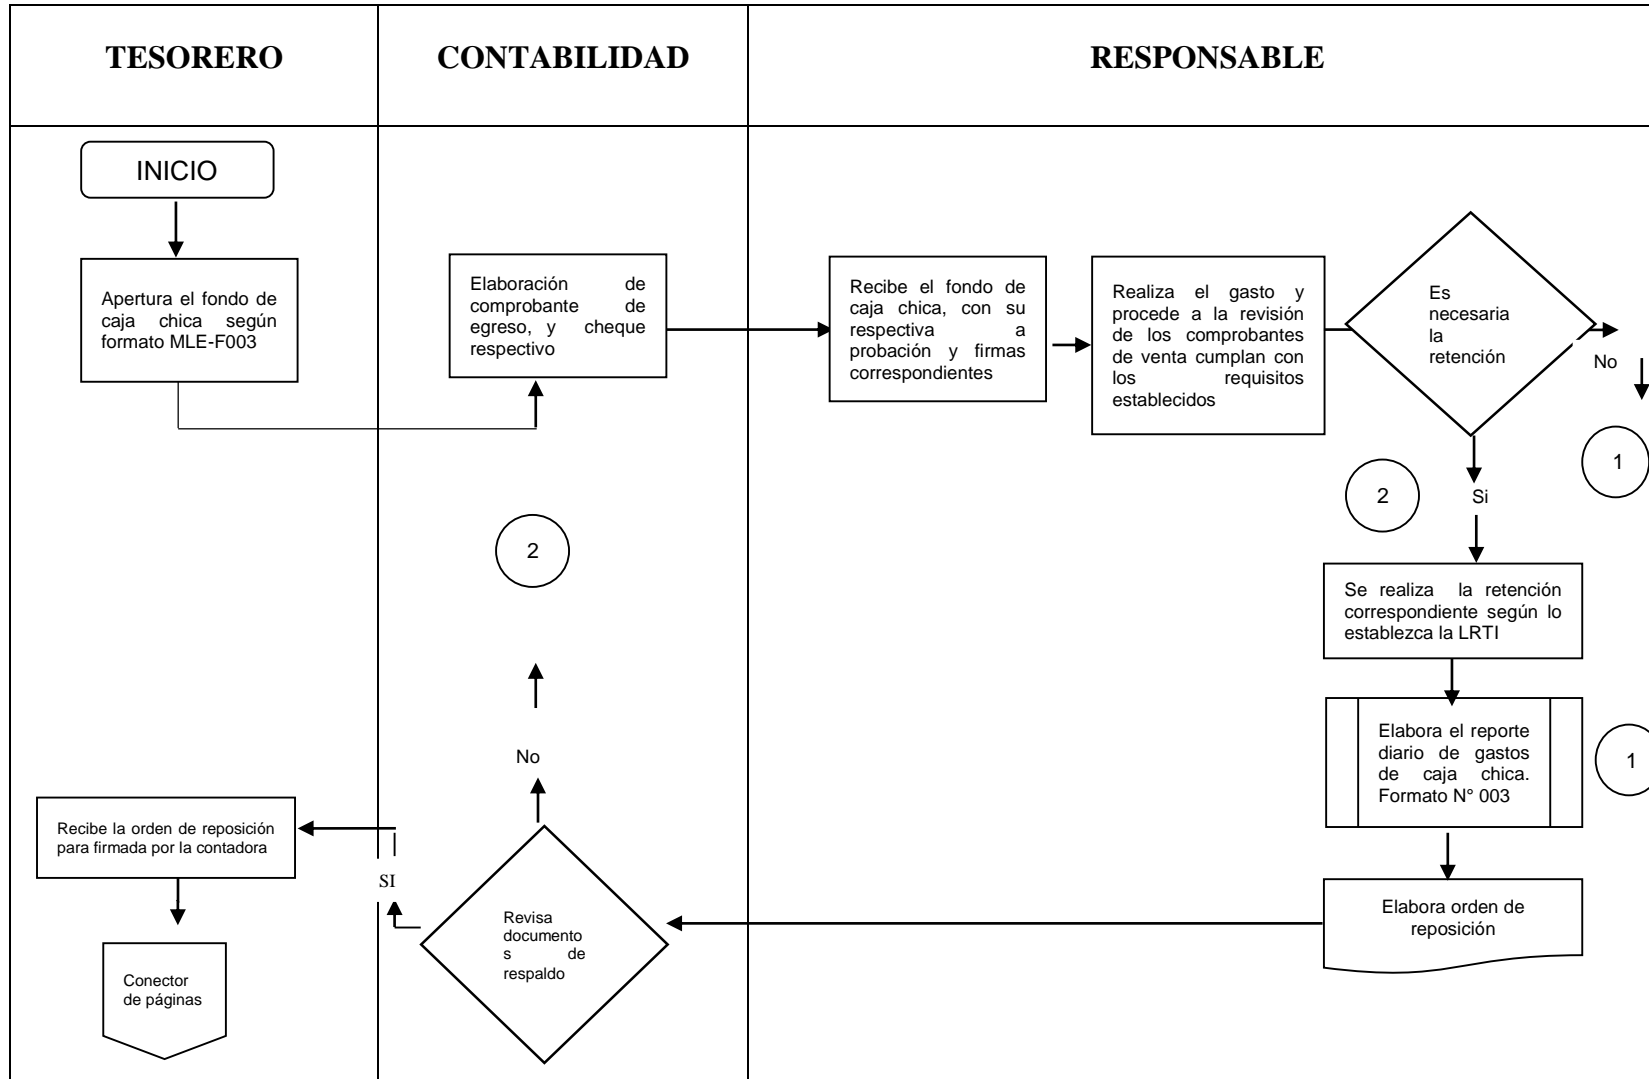 TESORERO
CONTABILIDAD
RESPONSABLE
INICIO
Apertura el fondo de
caja chica según
formato MLE-F003
Elaboración de
comprobante de
egreso, y cheque
respectivo
Recibe el fondo de
caja chica, con su
respectiva a
probación y firmas
correspondientes
Realiza el gasto y
procede a la revisión
de los comprobantes
de venta cumplan con
los requisitos
establecidos
Es
necesaria
la
retención
No
1
2
Si
2
Se realiza la retención
correspondiente según lo
establezca la LRTI
Elabora el reporte
diario de gastos
de caja chica.
Formato N° 003
1
No
Recibe la orden de reposición
para firmada por la contadora
SI
Revisa
documento
s de
respaldo
Elabora orden de
reposición
Conector
de páginas